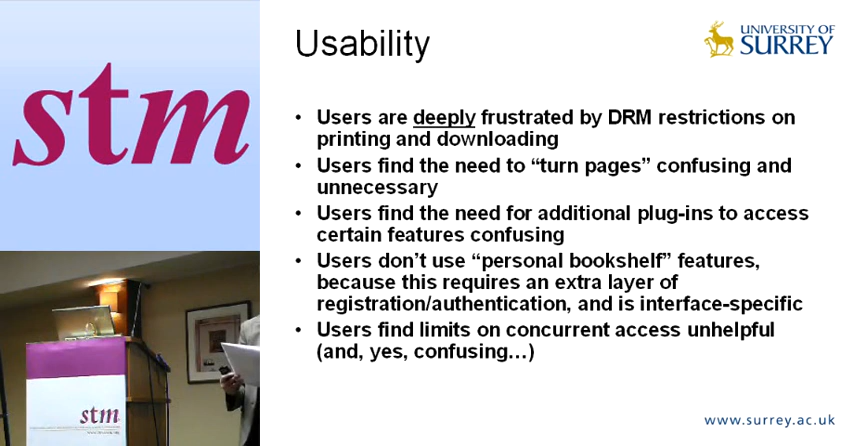 stm
Usability
UNIVERSITY OF
SURREY
• Users are deeply frustrated by DRM restrictions on
printing and downloading
• Users find the need to “turn pages” confusing and
unnecessary
• Users find the need for additional plug-ins to access
certain features confusing
• Users don’t use “personal bookshelf” features,
because this requires an extra layer of
registration/authentication, and is interface-specific
• Users find limits on concurrent access unhelpful
(and, yes, confusing…)
stm
www.surrey.ac.uk